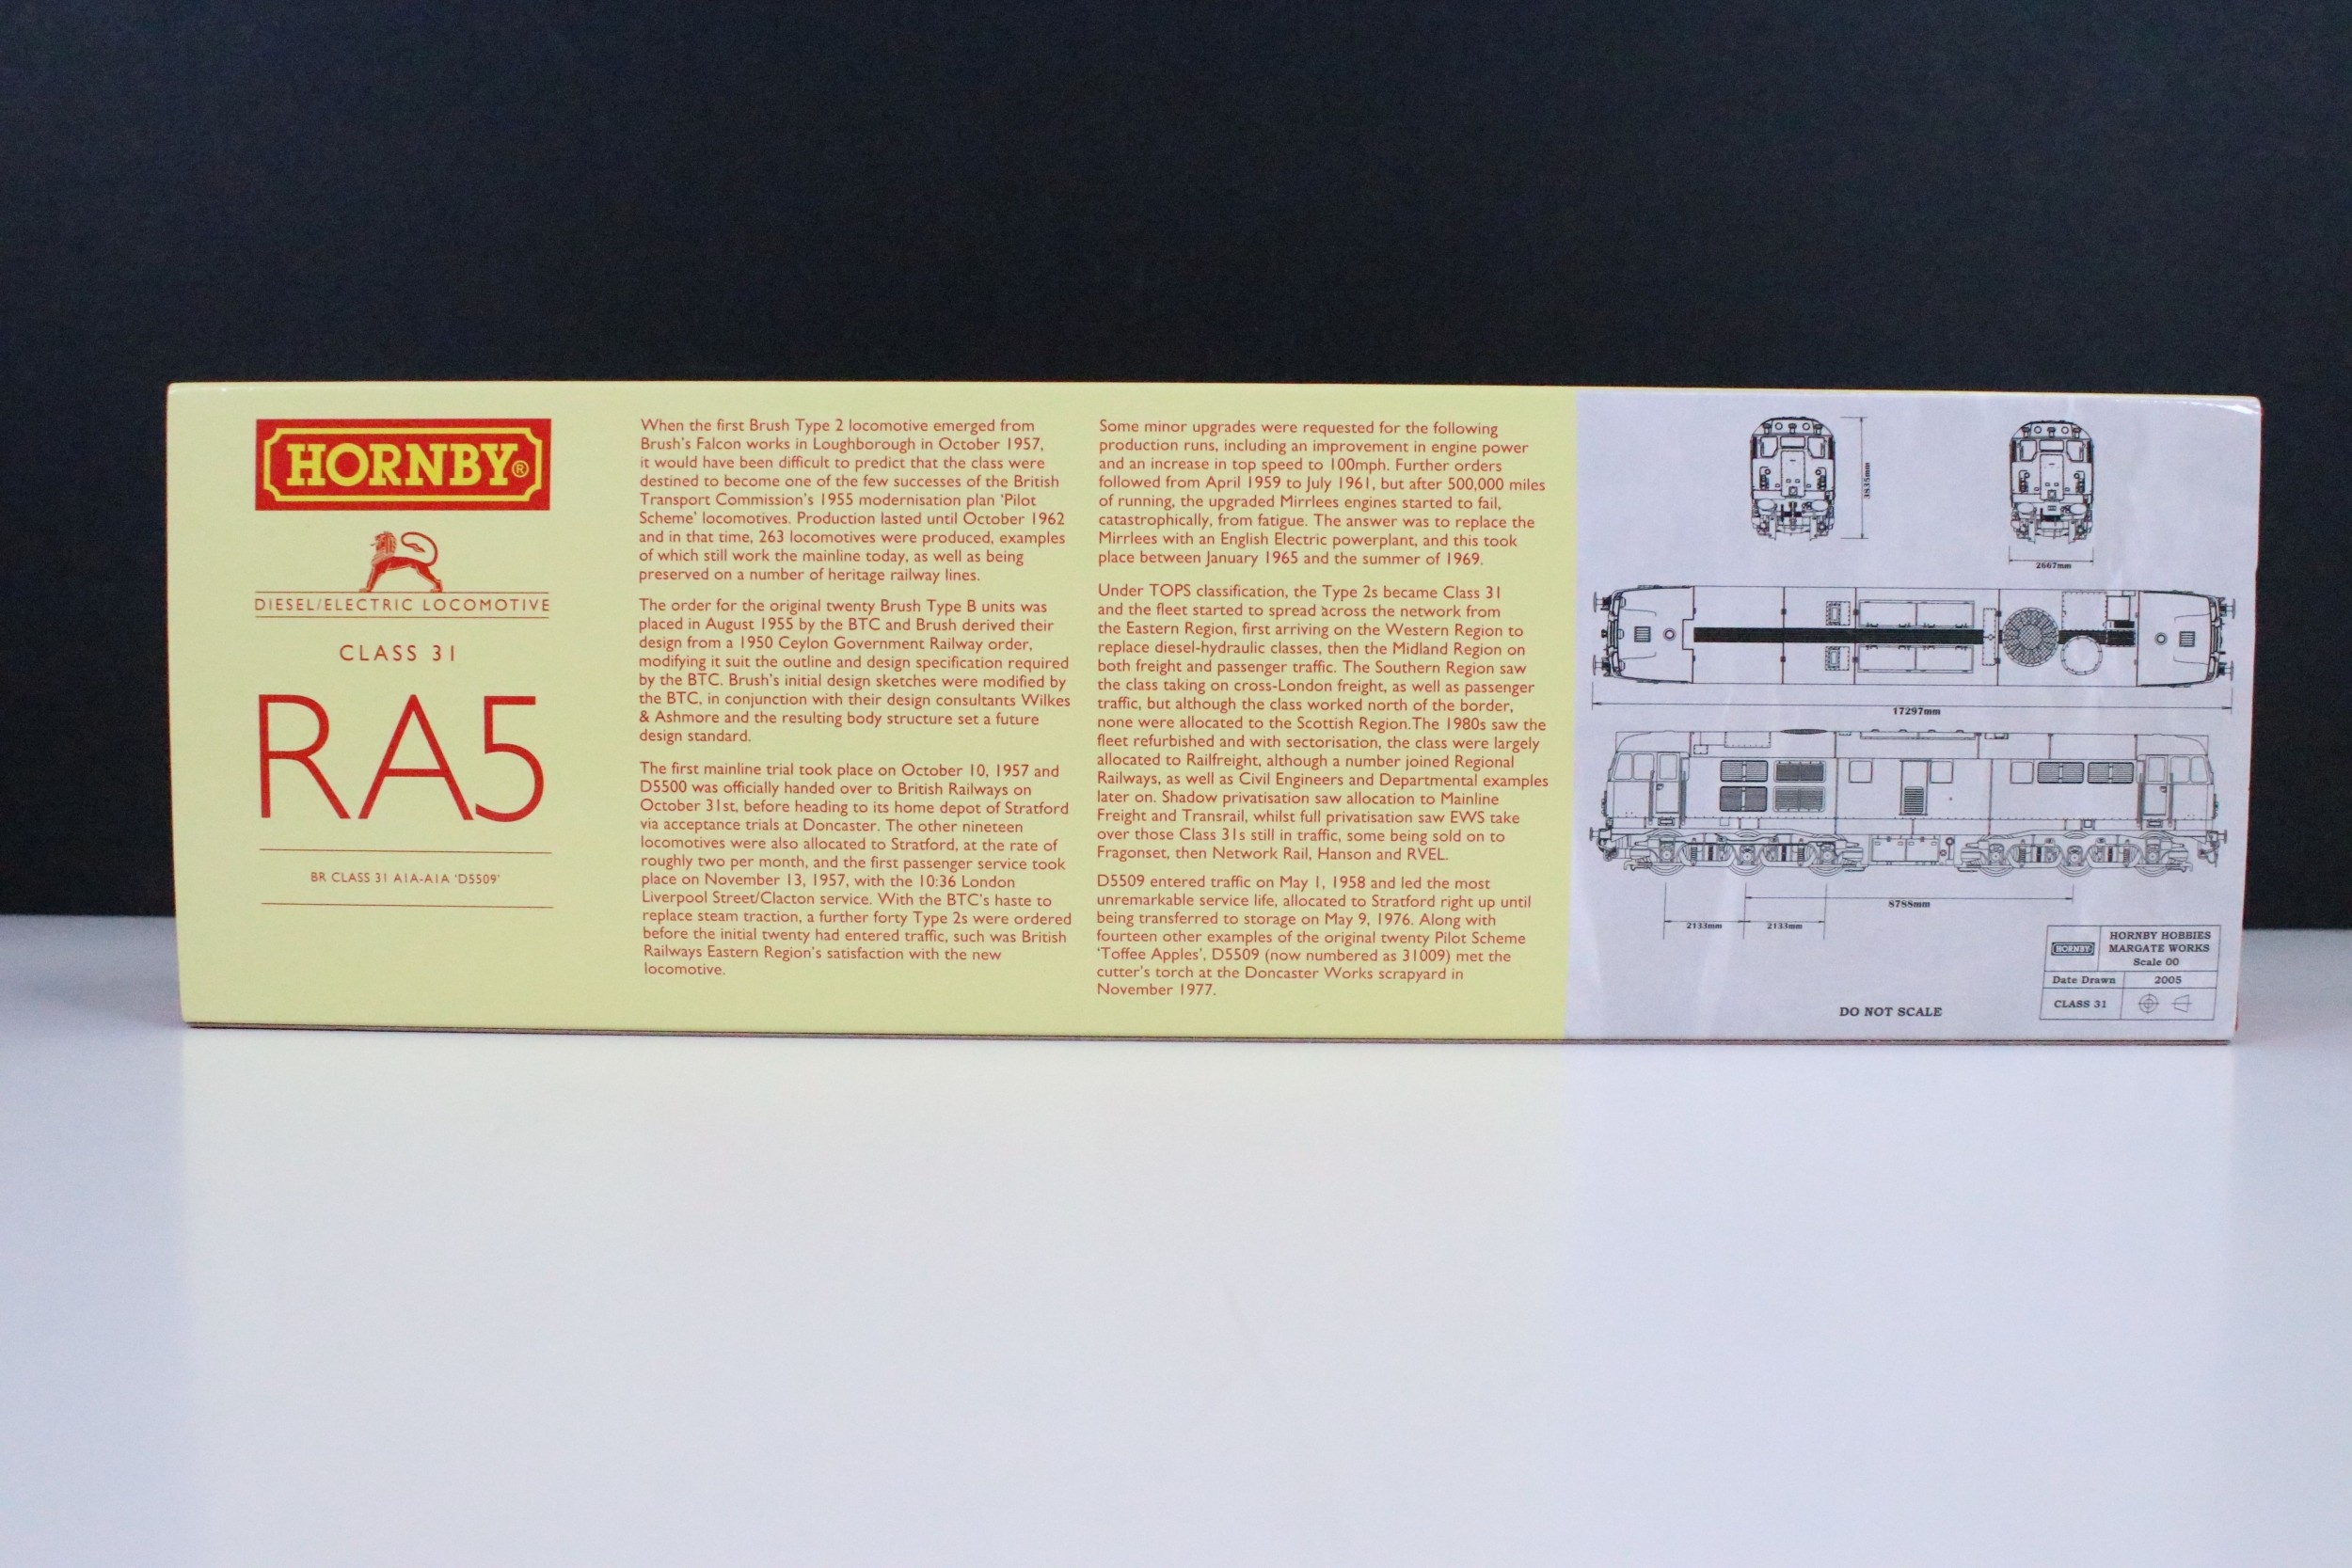 HORNBY®
DIESEL/ELECTRIC LOCOMOTIVE
CLASS 31
RA5
BR CLASS 31 A1A-A1A 'D5509'
When the first Brush Type 2 locomotive emerged from
Brush's Falcon works in Loughborough in October 1957,
it would have been difficult to predict that the class were
destined to become one of the few successes of the British
Transport Commission's 1955 modernisation plan 'Pilot
Scheme' locomotives. Production lasted until October 1962
and in that time, 263 locomotives were produced, examples
of which still work the mainline today, as well as being
preserved on a number of heritage railway lines.
The order for the original twenty Brush Type B units was
placed in August 1955 by the BTC and Brush derived their
design from a 1950 Ceylon Government Railway order,
modifying it suit the outline and design specification required
by the BTC. Brush's initial design sketches were modified by
the BTC, in conjunction with their design consultants Wilkes
& Ashmore and the resulting body structure set a future
design standard.
The first mainline trial took place on October 10, 1957 and
D5500 was officially handed over to British Railways on
October 31st, before heading to its home depot of Stratford
via acceptance trials at Doncaster. The other nineteen
locomotives were also allocated to Stratford, at the rate of
roughly two per month, and the first passenger service took
place on November 13, 1957, with the 10:36 London
Liverpool Street/Clacton service. With the BTC's haste to
replace steam traction, a further forty Type 2s were ordered
before the initial twenty had entered traffic, such was British
Railways Eastern Region's satisfaction with the new
locomotive.
Some minor upgrades were requested for the following
production runs, including an improvement in engine power
and an increase in top speed to 100mph. Further orders
followed from April 1959 to July 1961, but after 500,000 miles
of running, the upgraded Mirrlees engines started to fail,
catastrophically, from fatigue. The answer was to replace the
Mirrlees with an English Electric powerplant, and this took
place between January 1965 and the summer of 1969.
Under TOPS classification, the Type 2s became Class 31
and the fleet started to spread across the network from
the Eastern Region, first arriving on the Western Region to
replace diesel-hydraulic classes, then the Midland Region on
both freight and passenger traffic. The Southern Region saw
the class taking on cross-London freight, as well as passenger
traffic, but although the class worked north of the border,
none were allocated to the Scottish Region.The 1980s saw the
fleet refurbished and with sectorisation, the class were largely
allocated to Railfreight, although a number joined Regional
Railways, as well as Civil Engineers and Departmental examples
later on. Shadow privatisation saw allocation to Mainline
Freight and Transrail, whilst full privatisation saw EWS take
over those Class 31s still in traffic, some being sold on to
Fragonset, then Network Rail, Hanson and RVEL.
D5509 entered traffic on May 1, 1958 and led the most
unremarkable service life, allocated to Stratford right up until
being transferred to storage on May 9, 1976. Along with
fourteen other examples of the original twenty Pilot Scheme
'Toffee Apples', D5509 (now numbered as 31009) met the
cutter's torch at the Doncaster Works scrapyard in
November 1977.
3835mm
2667mm
17297mm
8788mm
2133mm
2133mm
DO NOT SCALE
HORNBY
HORNBY HOBBIES
MARGATE WORKS
Scale 00
Date Drawn 2005
CLASS 31